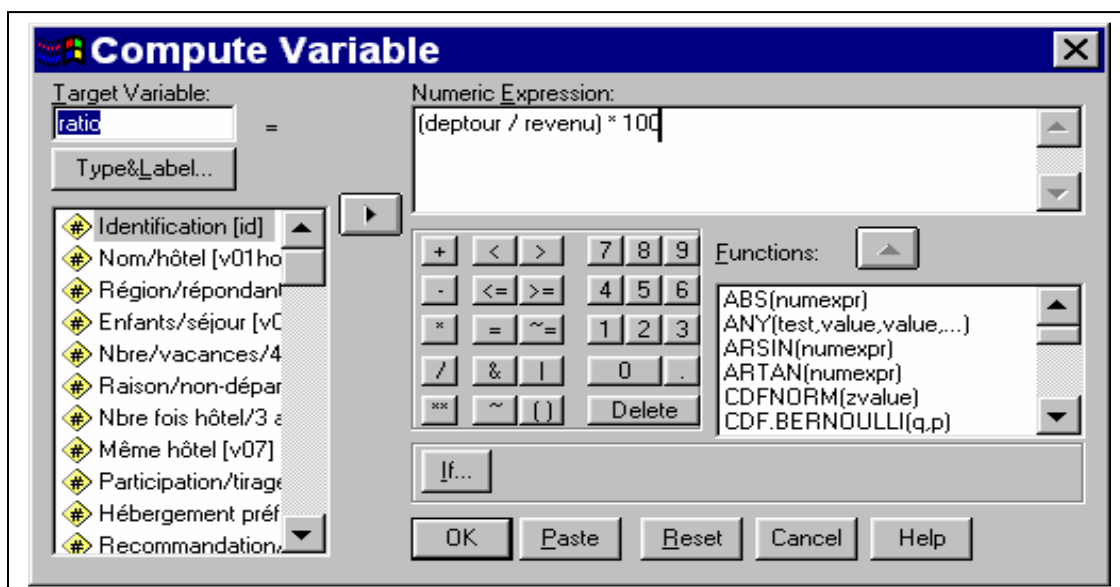 Compute Variable
Target Variable:
ratio
=
Type&Label...
Numeric Expression:
(deptour / revenu) * 100
Identification [id]
Nom/hôtel [v01ho
Région/répondant
Enfants/séjour [v0
Nbre/vacances/4
Raison/non-dépar
Nbre fois hôtel/3 a
Même hôtel [v07]
Participation/tirage
Hébergement préf
Recommandation/
+ < > 7 8 9
- <= >= 4 5 6
* = ~= 1 2 3
/ & | 0 .
** ~ () Delete
Functions:
ABS(numexpr)
ANY(test,value,value,...)
ARSIN(numexpr)
ARTAN(numexpr)
CDFNORM(zvalue)
CDF.BERNOULLI(q,p)
If...
OK Paste Reset Cancel Help